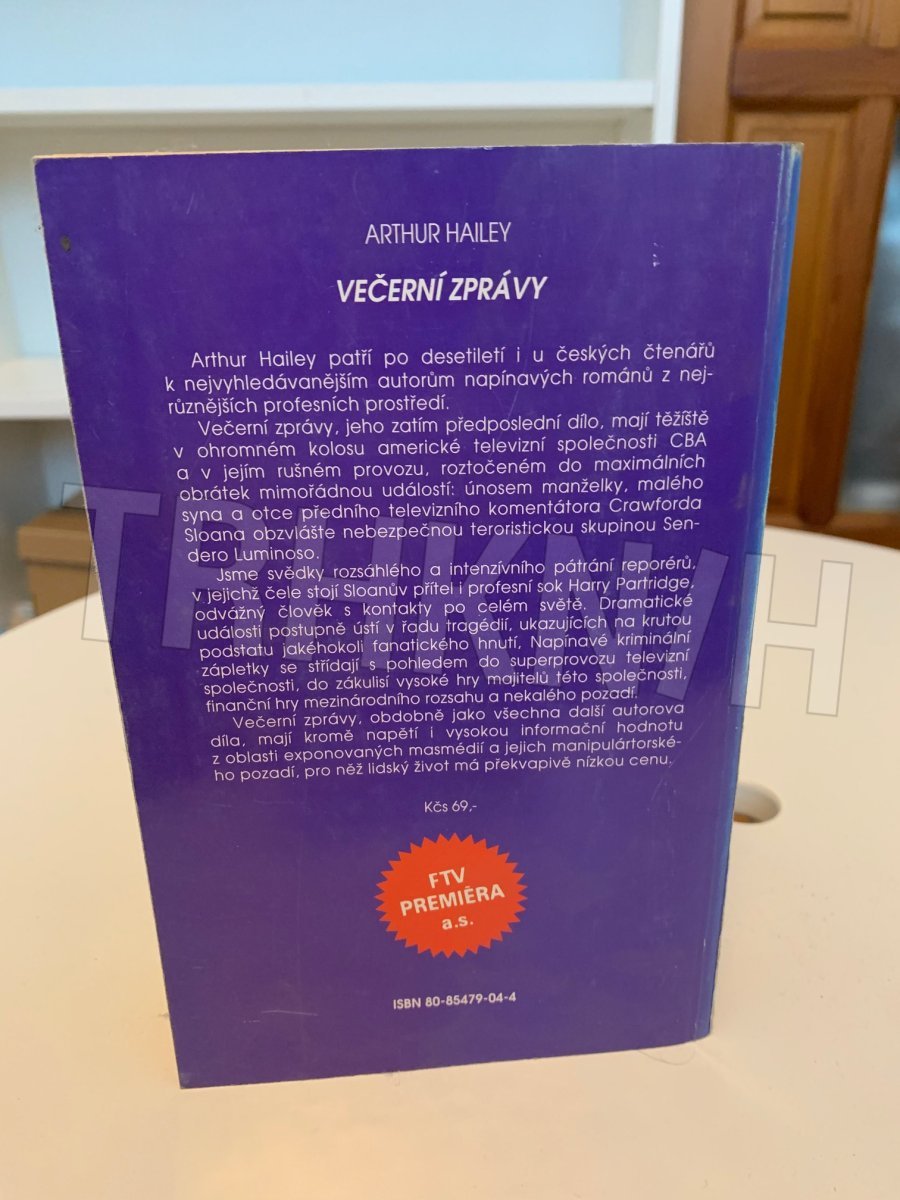 ARTHUR HAILEY
VEČERNÍ ZPRÁVY
Arthur Hailey patří po desetiletí i u českých čtenářů
k nejvyhledávanějším autorům napínavých románů z nej-
různějších profesních prostředí.
Večerní zprávy, jeho zatím předposlední dílo, mají těžiště
v ohromném kolosu americké televizní společnosti CBA
a v jejím rušném provozu, roztočeném do maximálních
obrátek mimořádnou událostí: únosem manželky, malého
syna a otce předního televizního komentátora Crawforda
Sloana obzvláště nebezpečnou teroristickou skupinou Sen-
dero Luminoso.
Jsme svědky rozsáhlého a intenzívního pátrání reporérů,
v jejichž čele stojí Sloanův přítel i profesní sok Harry Partridge,
odvážný člověk s kontakty po celém světě. Dramatické
události postupně ústí v řadu tragédií, ukazujících na krutou
podstatu jakéhokoli fanatického hnutí. Napínavé kriminální
zápletky se střídají s pohledem do superprovozu televizní
společnosti, do zákulisí vysoké hry majitelů této společnosti,
finanční hry mezinárodního rozsahu a nekalého pozadí.
Večerní zprávy, obdobně jako všechna další autorova
díla, mají kromě napětí i vysokou informační hodnotu
z oblasti exponovaných masmédií a jejich manipulártorské-
ho pozadí, pro něž lidský život má překvapivě nízkou cenu.
Kčs 69,-
FTV
PREMIÉRA
a.s.
ISBN 80-85479-04-4